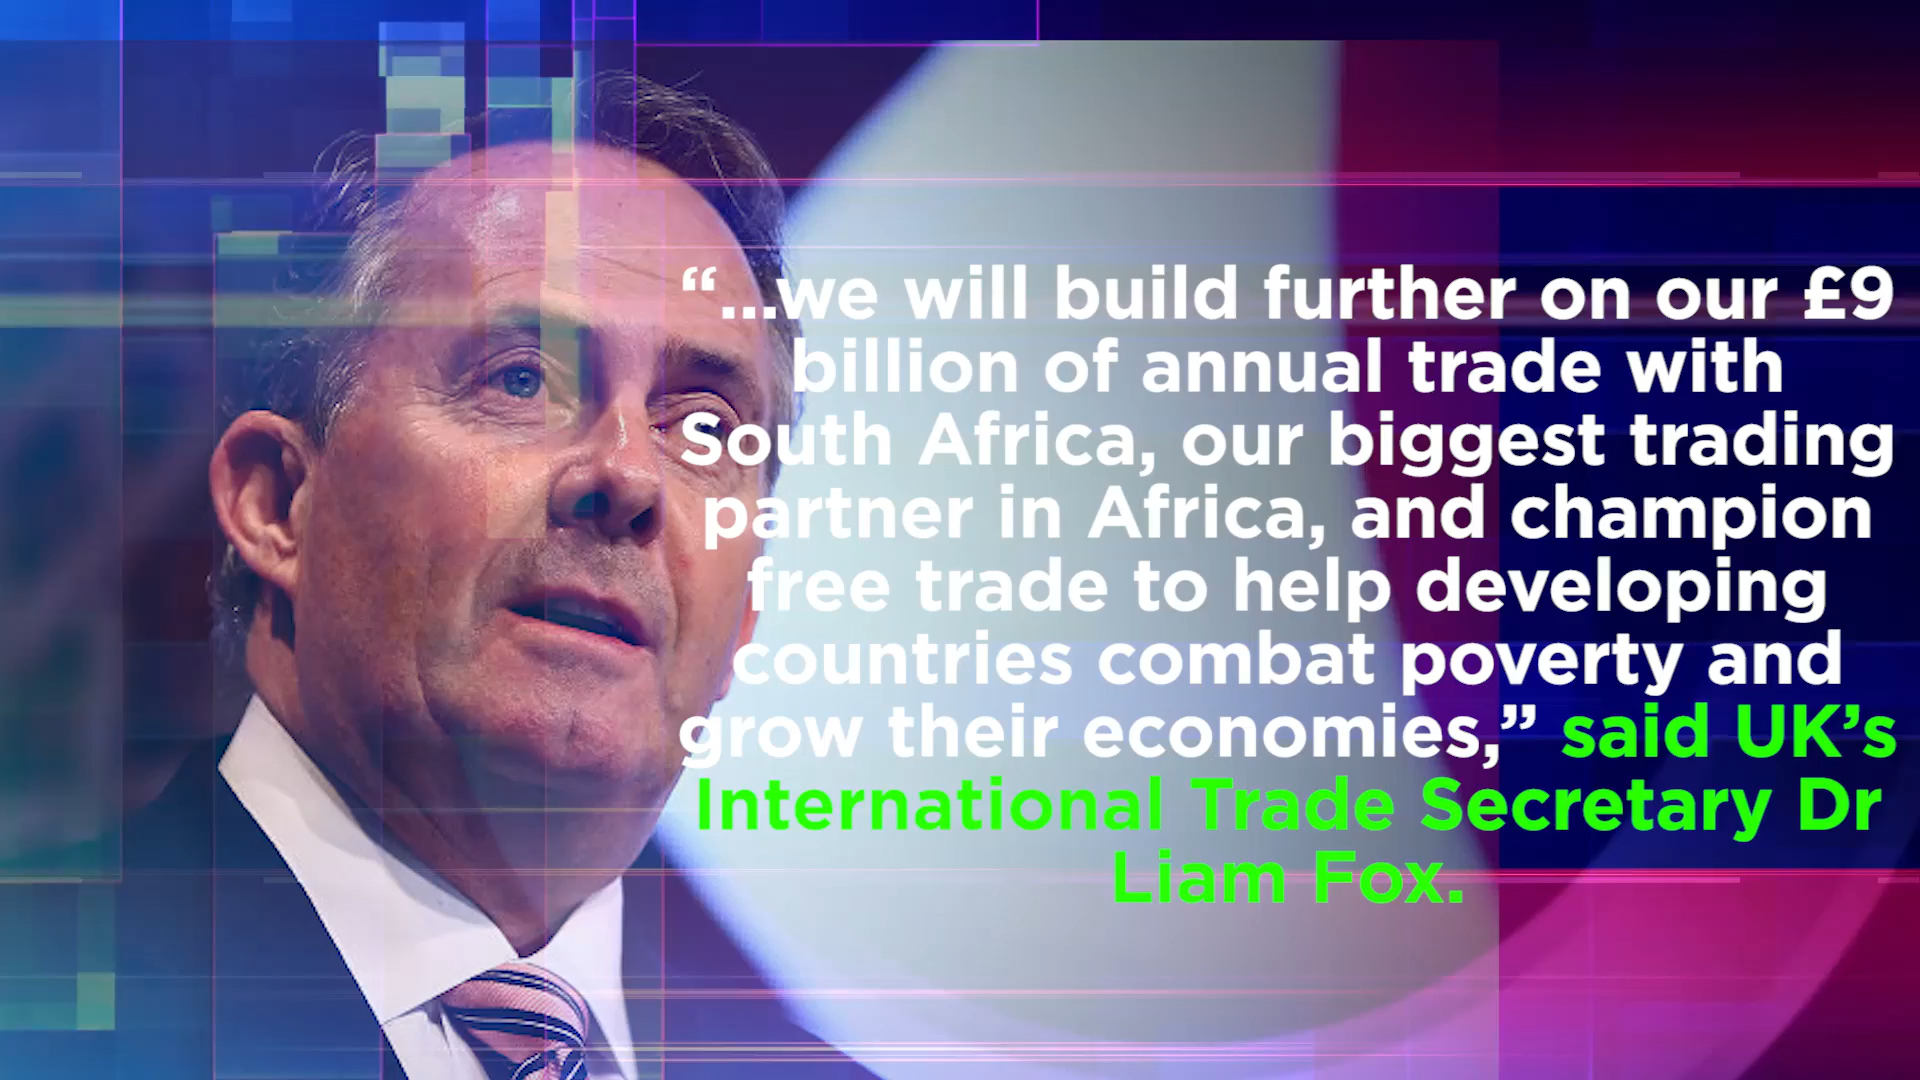 “...we will build further on our £9
billion of annual trade with
South Africa, our biggest trading
partner in Africa, and champion
free trade to help developing
countries combat poverty and
grow their economies,” said UK’s
International Trade Secretary Dr
Liam Fox.